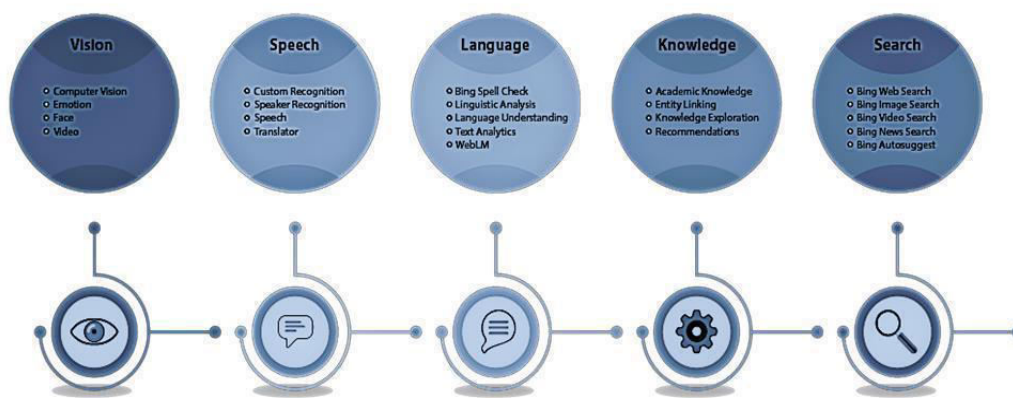 Vision
Computer Vision
Emotion
Face
Video
Speech
Custom Recognition
Speaker Recognition
Speech
Translator
Language
Bing Spell Check
Linguistic Analysis
Language Understanding
Text Analytics
WebLM
Knowledge
Academic Knowledge
Entity Linking
Knowledge Exploration
Recommendations
Search
Bing Web Search
Bing Image Search
Bing Video Search
Bing News Search
Bing Autosuggest